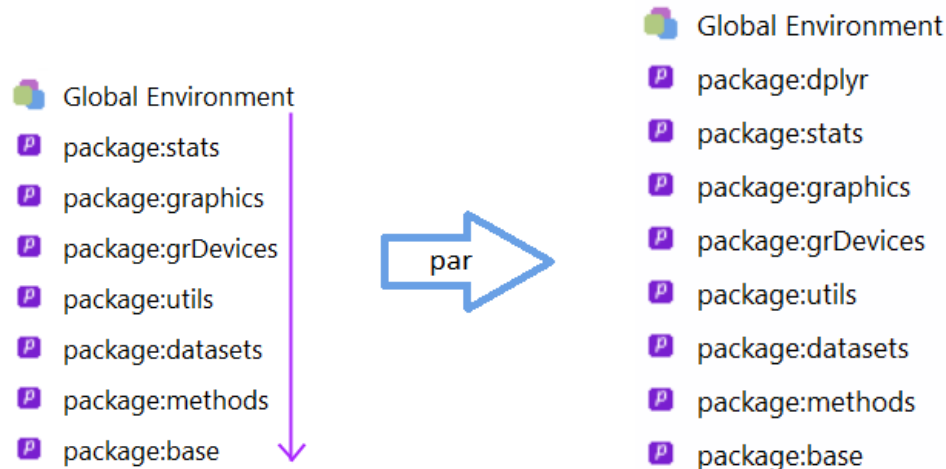 Global Environment
package:stats
package:graphics
package:grDevices
package:utils
package:datasets
package:methods
package:base
par
Global Environment
package:dplyr
package:stats
package:graphics
package:grDevices
package:utils
package:datasets
package:methods
package:base